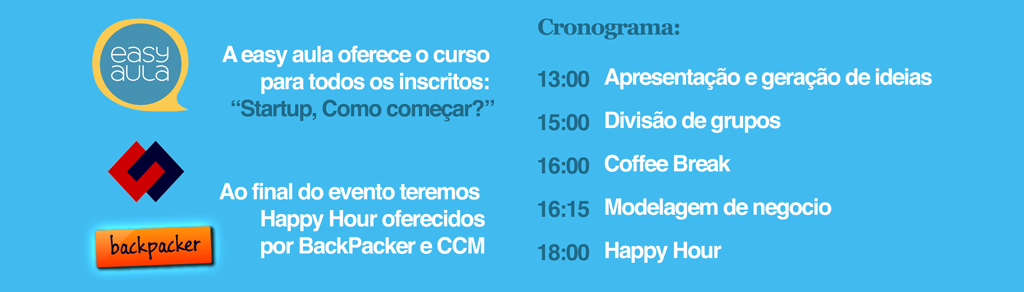 easy
aula
A easy aula oferece o curso
para todos os inscritos:
“Startup, Como começar?”
backpacker
Ao final do evento teremos
Happy Hour oferecidos
por BackPacker e CCM
Cronograma:
13:00 Apresentação e geração de ideias
15:00 Divisão de grupos
16:00 Coffee Break
16:15 Modelagem de negocio
18:00 Happy Hour